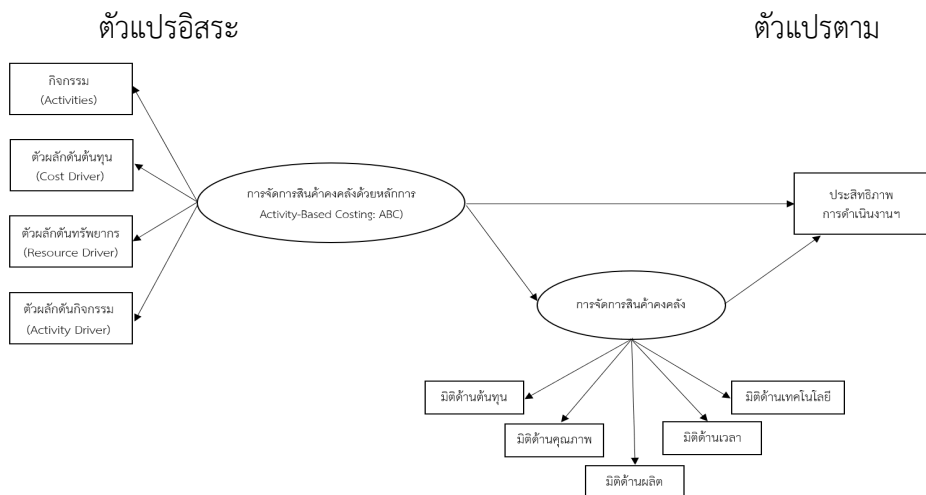 ตัวแปรอิสระ
ตัวแปรตาม
กิจกรรม
(Activities)
ตัวผลักดันต้นทุน
(Cost Driver)
ตัวผลักดันทรัพยากร
(Resource Driver)
ตัวผลักดันกิจกรรม
(Activity Driver)
การจัดการสินค้าคงคลังด้วยหลักการ
Activity-Based Costing: ABC)
ประสิทธิภาพ
การดำเนินงานฯ
การจัดการสินค้าคงคลัง
มิติด้านต้นทุน
มิติด้านคุณภาพ
มิติด้านผลิต
มิติด้านเวลา
มิติด้านเทคโนโลยี